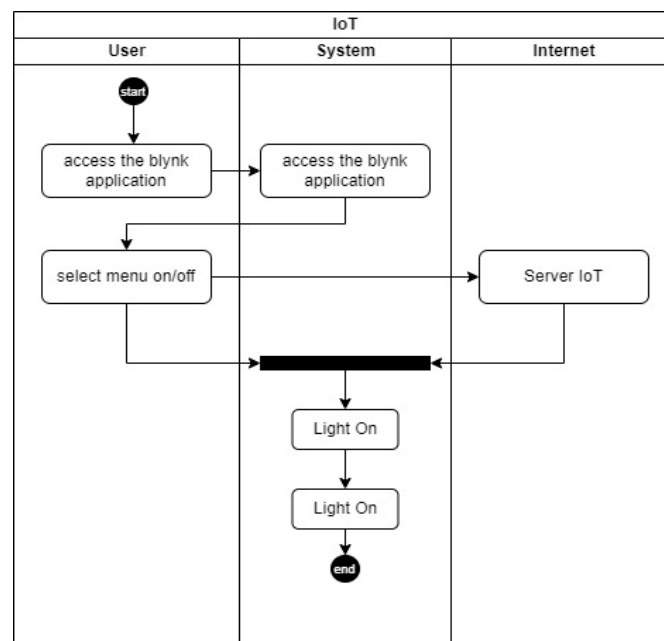 IoT
User
System
Internet
start
access the blynk
application
access the blynk
application
select menu on/off
Server IoT
Light On
Light On
end